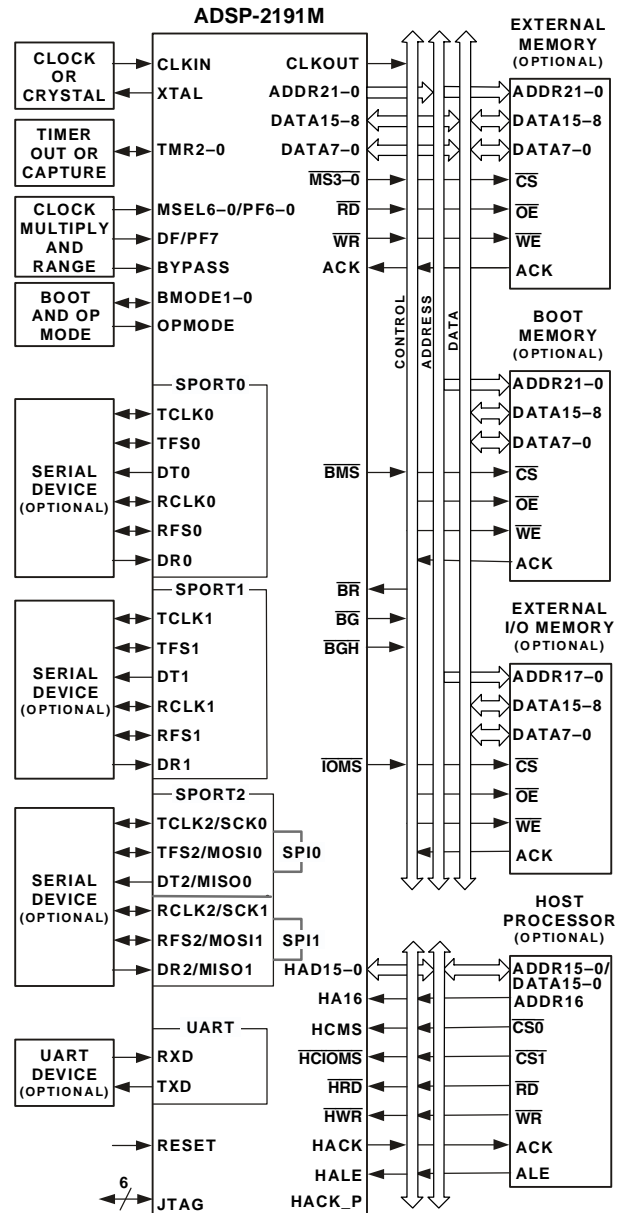 ADSP-2191M
CLOCK
OR
CRYSTAL
CLKIN
XTAL
TIMER
OUT OR
CAPTURE
TMR2–0
CLOCK
MULTIPLY
AND
RANGE
MSEL6–0/PF6–0
DF/PF7
BYPASS
BOOT
AND OP
MODE
BMODE1–0
OPMODE
SERIAL
DEVICE
(OPTIONAL)
SPORT0
TCLK0
TFS0
DT0
RCLK0
RFS0
DR0
SERIAL
DEVICE
(OPTIONAL)
SPORT1
TCLK1
TFS1
DT1
RCLK1
RFS1
DR1
SERIAL
DEVICE
(OPTIONAL)
SPORT2
TCLK2/SCK0
TFS2/MOSI0
DT2/MISO0
SPI0
RCLK2/SCK1
RFS2/MOSI1
DR2/MISO1
SPI1
UART
DEVICE
(OPTIONAL)
UART
RXD
TXD
RESET
6
JTAG
CLKOUT
ADDR21–0
DATA15–8
DATA7–0
MS3–0
RD
WR
ACK
BMS
BR
BG
BGH
IOMS
HAD15–0
HA16
HCMS
HCIOMS
HRD
HWR
HACK
HALE
HACK_P
CONTROL
ADDRESS
DATA
EXTERNAL
MEMORY
(OPTIONAL)
ADDR21–0
DATA15–8
DATA7–0
CS
OE
WE
ACK
BOOT
MEMORY
(OPTIONAL)
ADDR21–0
DATA15–8
DATA7–0
CS
OE
WE
ACK
EXTERNAL
I/O MEMORY
(OPTIONAL)
ADDR17–0
DATA15–8
DATA7–0
CS
OE
WE
ACK
HOST
PROCESSOR
(OPTIONAL)
ADDR15–0/
DATA15–0
ADDR16
CS0
CS1
RD
WR
ACK
ALE